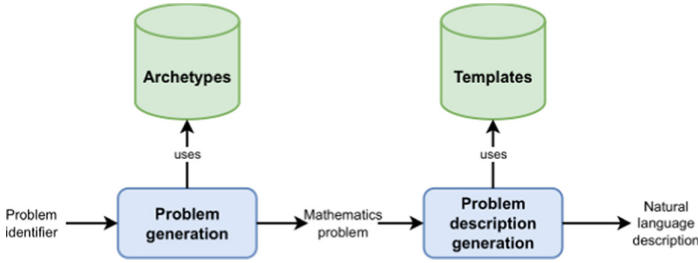 Archetypes
Templates
uses
uses
Problem
identifier
Problem
generation
Mathematics
problem
Problem
description
generation
Natural
language
description